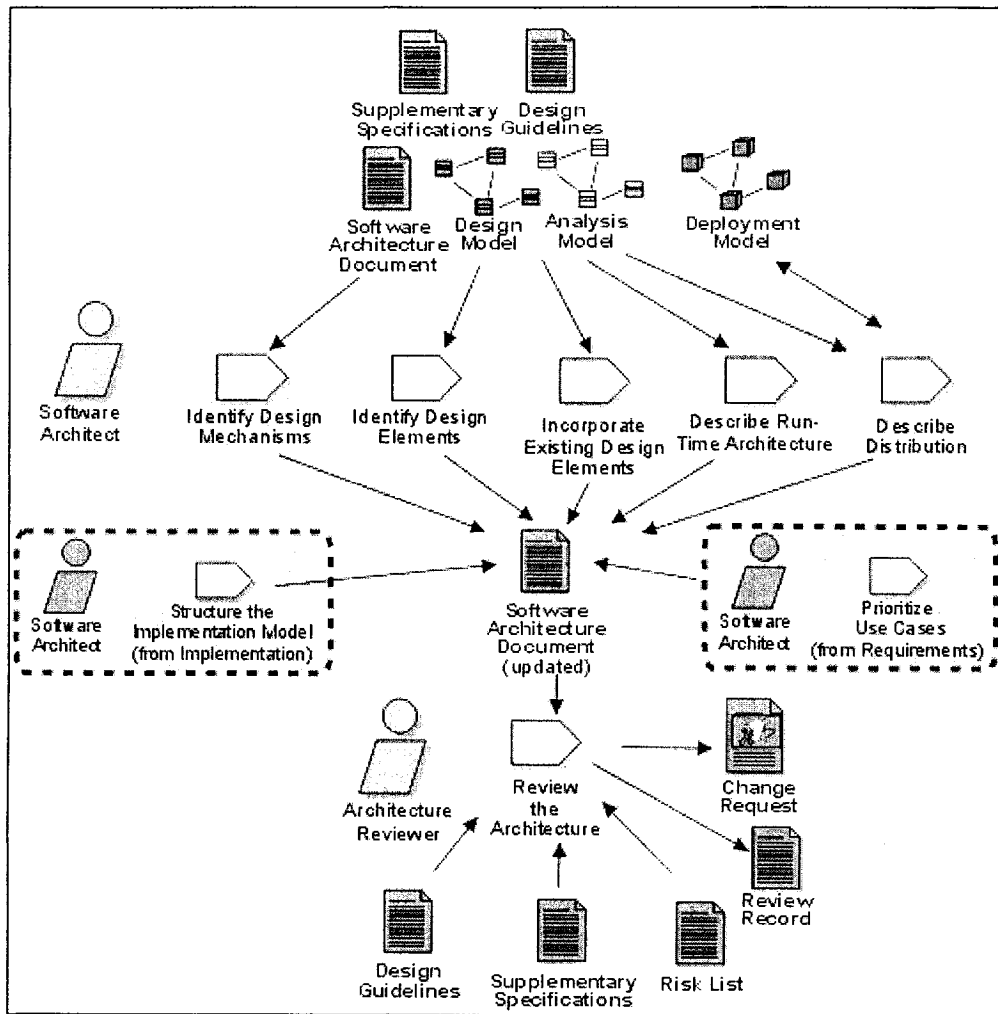 Supplementary
Specifications
Design
Guidelines
Software
Architecture
Document
Design
Model
Analysis
Model
Deployment
Model
Software
Architect
Identify Design
Mechanisms
Identify Design
Elements
Incorporate
Existing Design
Elements
Describe Run-
Time Architecture
Describe
Distribution
Software
Architect
Structure the
Implementation Model
(from Implementation)
Software
Architecture
Document
(updated)
Software
Architect
Prioritize
Use Cases
(from Requirements)
Architecture
Reviewer
Review
the
Architecture
Change
Request
Review
Record
Design
Guidelines
Supplementary
Specifications
Risk List